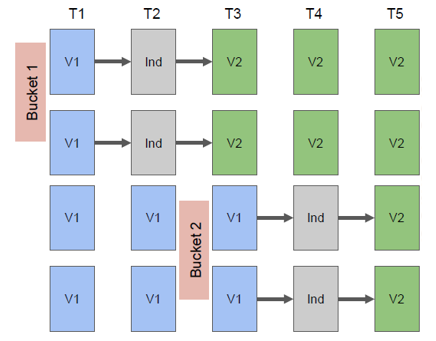 T1 T2 T3 T4 T5
Bucket 1
V1 Ind V2 V2 V2
V1 Ind V2 V2 V2
Bucket 2
V1 V1 V1 Ind V2
V1 V1 V1 Ind V2